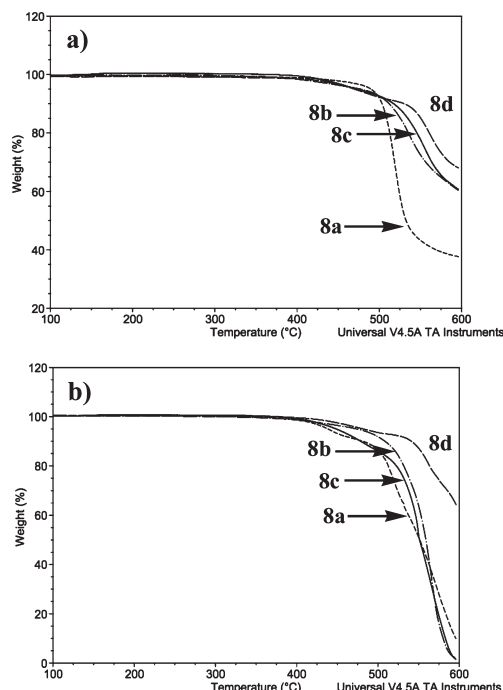 a)
120
100
80
60
40
20
Weight (%)
8b
8c
8d
8a
100 200 300 400 500 600
Temperature (°C) Universal V4.5A TA Instruments
b)
120
100
80
60
40
20
0
Weight (%)
8b
8d
8c
8a
100 200 300 400 500 600
Temperature (°C) Universal V4.5A TA Instruments